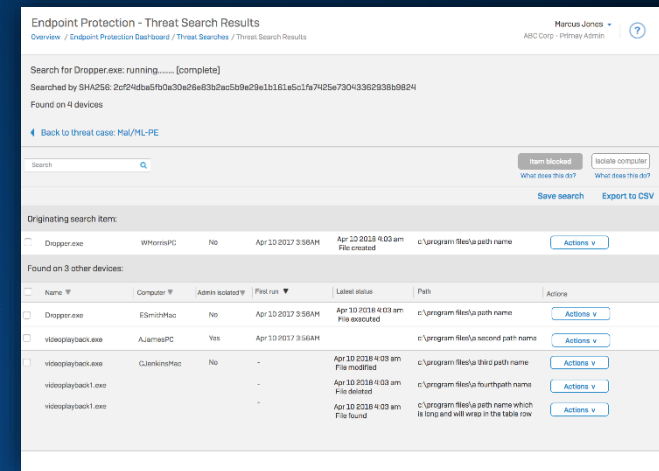 Endpoint Protection - Threat Search Results
Overview / Endpoint Protection Dashboard / Threat Searches / Threat Search Results
Marcus Jones
ABC Corp - Primay Admin
?
Search for Dropper.exe: running........ [complete]
Searched by SHA256: 2cf24dba5fb0a30e26e83b2ac5b9e29e1b161e5c1fa7425e73043362938b9824
Found on 4 devices
Back to threat case: Mal/ML-PE
Search
Item blocked
Isolate computer
What does this do?
What does this do?
Save search
Export to CSV
Originating search item:
Dropper.exe WMorrisPC No Apr 10 2017 3:56AM Apr 10 2018 4:03 am c:\program files\a path name Actions v
File created
Found on 3 other devices:
Name Computer Admin isolated First run Latest status Path Actions
Dropper.exe ESmithMac No Apr 10 2017 3:56AM Apr 10 2018 4:03 am c:\program files\a path name Actions v
File executed
videoplayback.exe AJamesPC Yes Apr 10 2017 3:56AM c:\program files\a second path name Actions v
videoplayback.exe CJenkinsMac No - Apr 10 2018 4:03 am c:\program files\a third path name Actions v
File modified
videoplayback1.exe - Apr 10 2018 4:03 am c:\program files\a fourthpath name Actions v
File deleted
videoplayback1.exe - Apr 10 2018 4:03 am c:\program files\a path name which Actions v
File found is long and will wrap in the table row